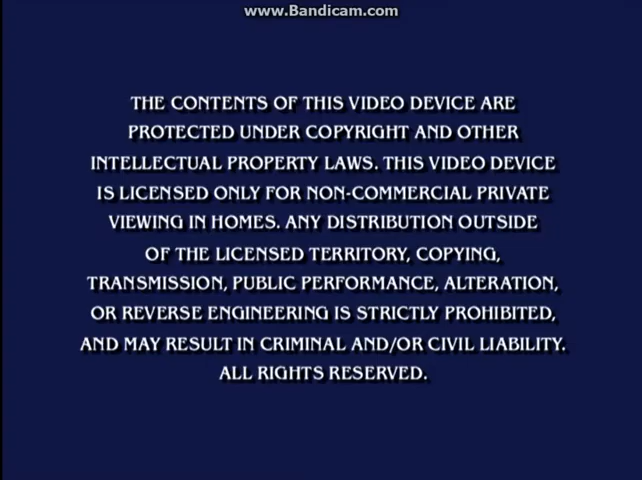 www.Bandicam.com
THE CONTENTS OF THIS VIDEO DEVICE ARE
PROTECTED UNDER COPYRIGHT AND OTHER
INTELLECTUAL PROPERTY LAWS. THIS VIDEO DEVICE
IS LICENSED ONLY FOR NON-COMMERCIAL PRIVATE
VIEWING IN HOMES. ANY DISTRIBUTION OUTSIDE
OF THE LICENSED TERRITORY, COPYING,
TRANSMISSION, PUBLIC PERFORMANCE, ALTERATION,
OR REVERSE ENGINEERING IS STRICTLY PROHIBITED,
AND MAY RESULT IN CRIMINAL AND/OR CIVIL LIABILITY.
ALL RIGHTS RESERVED.